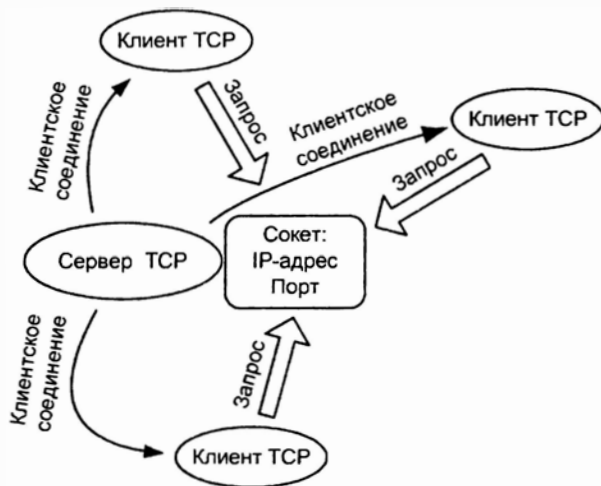 Клиент TCP
Запрос
Клиентское
соединение
Клиентское
соединение
Клиент TCP
Запрос
Сервер TCP
Сокет:
IP-адрес
Порт
Клиентское
соединение
Запрос
Клиент TCP